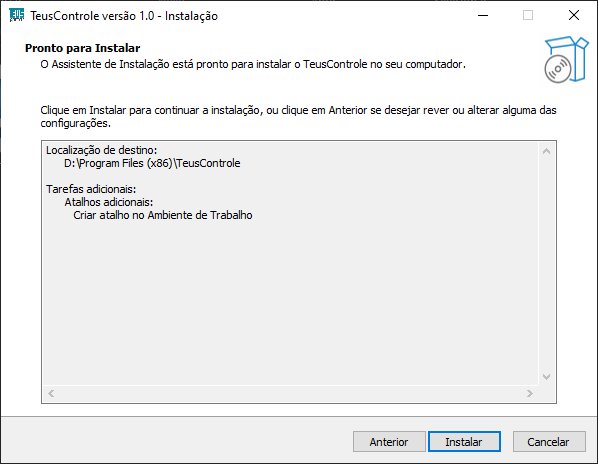 TeusControle versão 1.0 - Instalação
Pronto para Instalar
O Assistente de Instalação está pronto para instalar o TeusControle no seu computador.
Clique em Instalar para continuar a instalação, ou clique em Anterior se desejar rever ou alterar alguma das
configurações.
Localização de destino:
D:\Program Files (x86)\TeusControle
Tarefas adicionais:
Atalhos adicionais:
Criar atalho no Ambiente de Trabalho
Anterior
Instalar
Cancelar